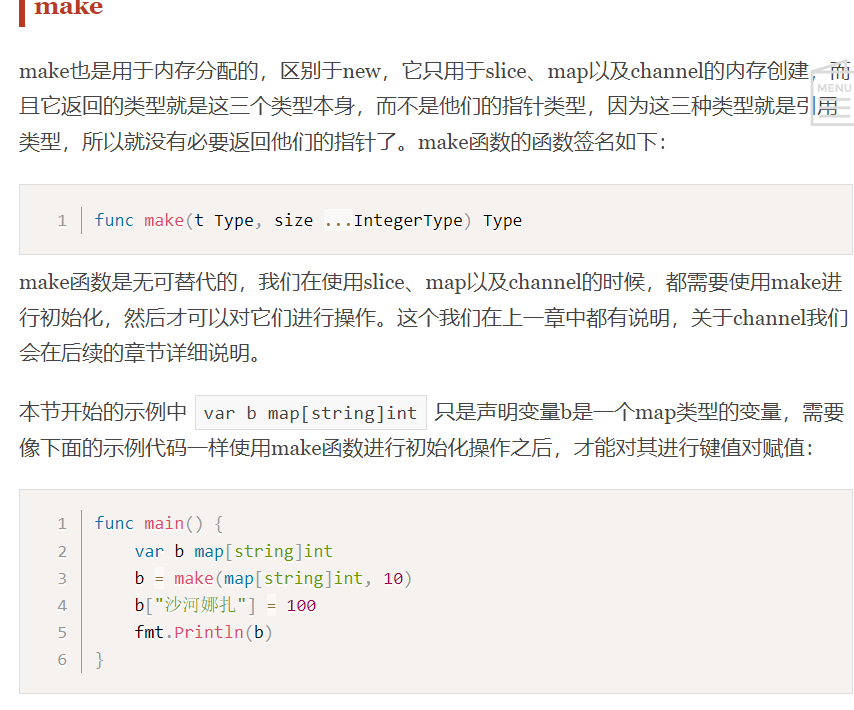 make
make也是用于内存分配的，区别于new，它只用于slice、map以及channel的内存创建，而
且它返回的类型就是这三个类型本身，而不是他们的指针类型，因为这三种类型就是引用
类型，所以就没有必要返回他们的指针了。make函数的函数签名如下：
MENU
1 func make(t Type, size ...IntegerType) Type
make函数是无可替代的，我们在使用slice、map以及channel的时候，都需要使用make进
行初始化，然后才可以对它们进行操作。这个我们在上一章中都有说明，关于channel我们
会在后续的章节详细说明。
本节开始的示例中 var b map[string]int 只是声明变量b是一个map类型的变量，需要
像下面的示例代码一样使用make函数进行初始化操作之后，才能对其进行键值对赋值：
1 func main() {
2     var b map[string]int
3     b = make(map[string]int, 10)
4     b["沙河娜扎"] = 100
5     fmt.Println(b)
6 }